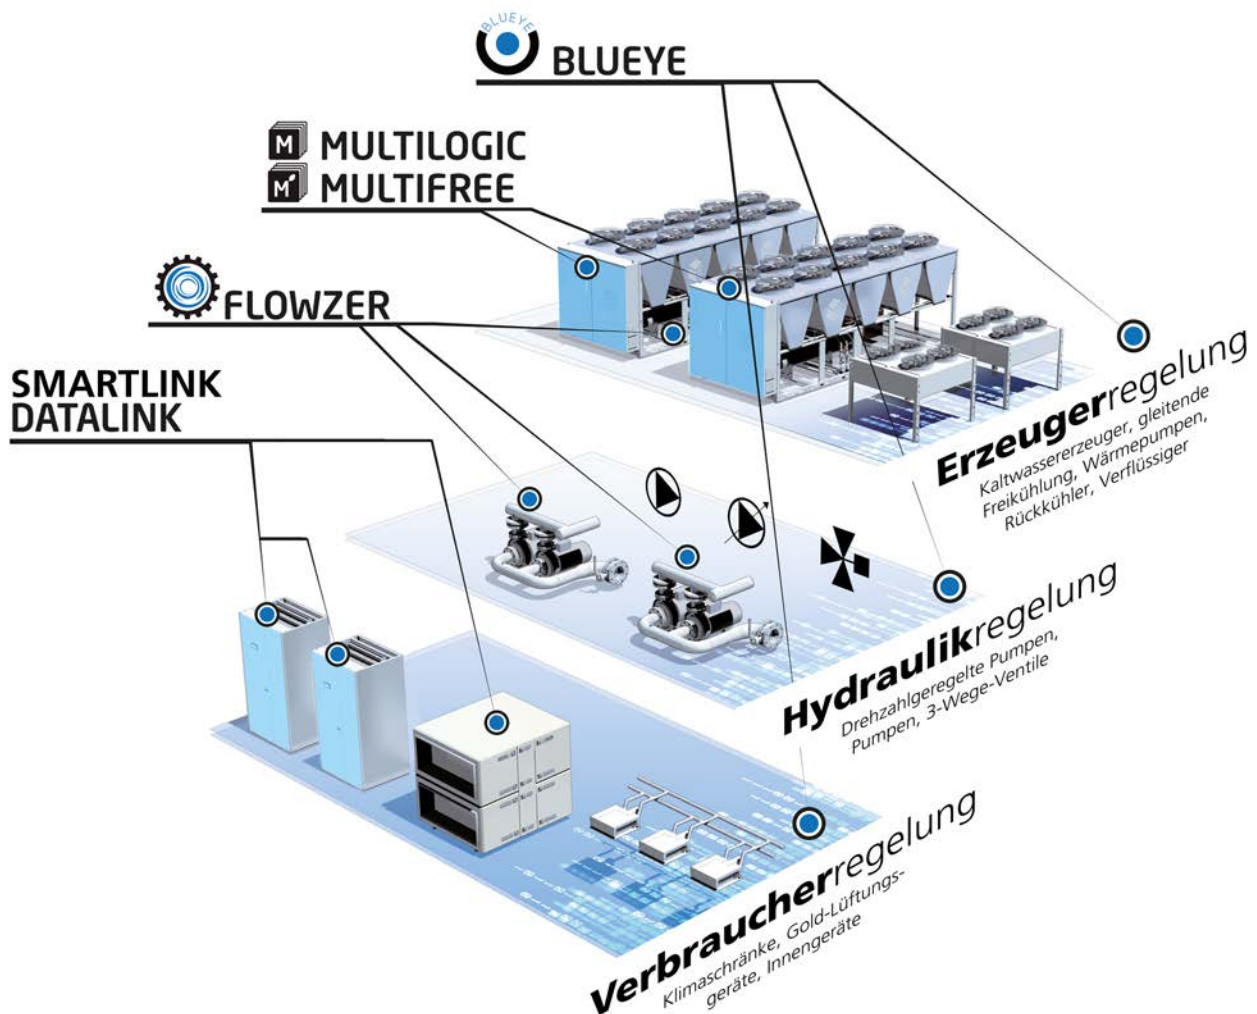 BLUEYE
BLUEYE
M MULTILOGIC
M MULTIFREE
FLOWZER
SMARTLINK
DATALINK
Erzeugerregelung
Kaltwassererzeuger, gleitende
Freikühlung, Wärmepumpen,
Rückkühler, Verflüssiger
Hydraulikregelung
Drehzahlgeregelte Pumpen,
Pumpen, 3-Wege-Ventile
Verbraucherregelung
Klimaschränke, Gold-Lüftungs-
geräte, Innengeräte